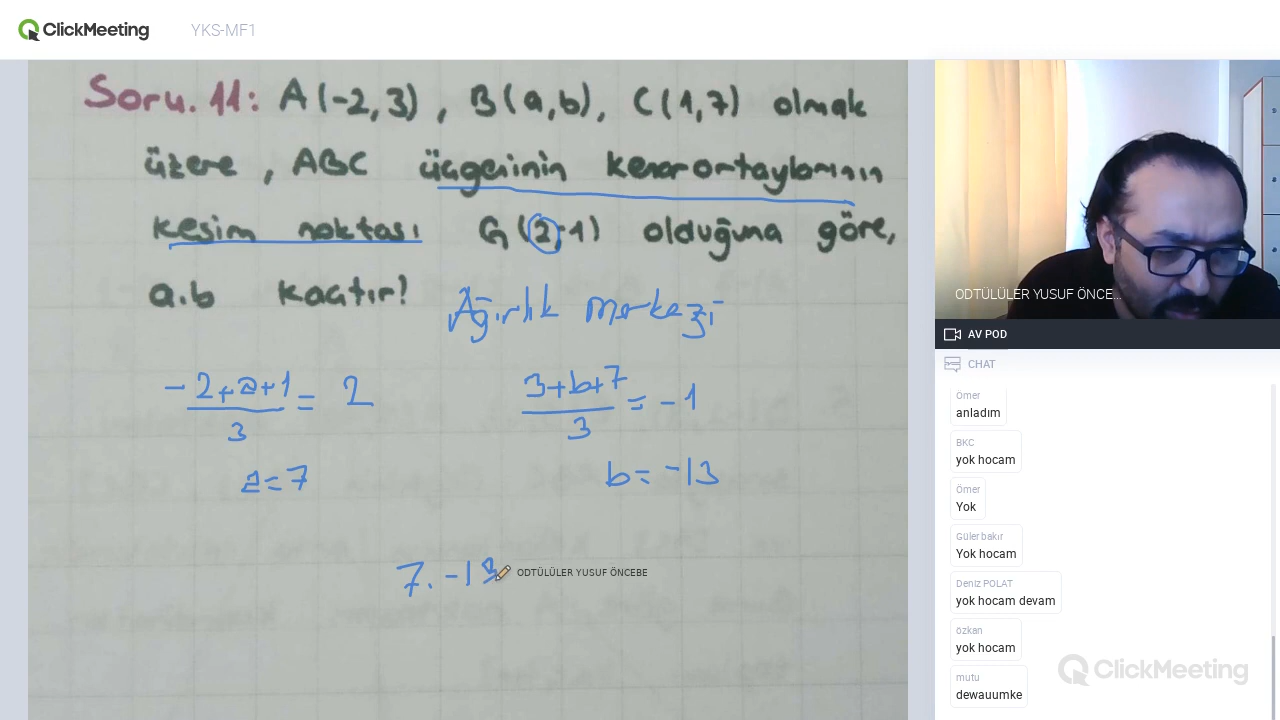 ClickMeeting YKS-MF1
Soru.11: A(-2,3), B(a,b), C(1,7) olmak
üzere, ABC üçgeninin kenarortaylarının
kesim noktası G(2,-1) olduğuna göre,
a.b kaçtır?
Ağırlık merkezi
-2+a+1/3 = 2
3+b+7/3 = -1
a=7
b=-13
7.-13
ODTÜLÜLER YUSUF ÖNCEBE
ODTÜLÜLER YUSUF ÖNCE...
AV POD
CHAT
Ömer
anladım
BKC
yok hocam
Ömer
Yok
Güler bakır
Yok hocam
Deniz POLAT
yok hocam devam
özkan
yok hocam
mutu
dewauumke
ClickMeeting